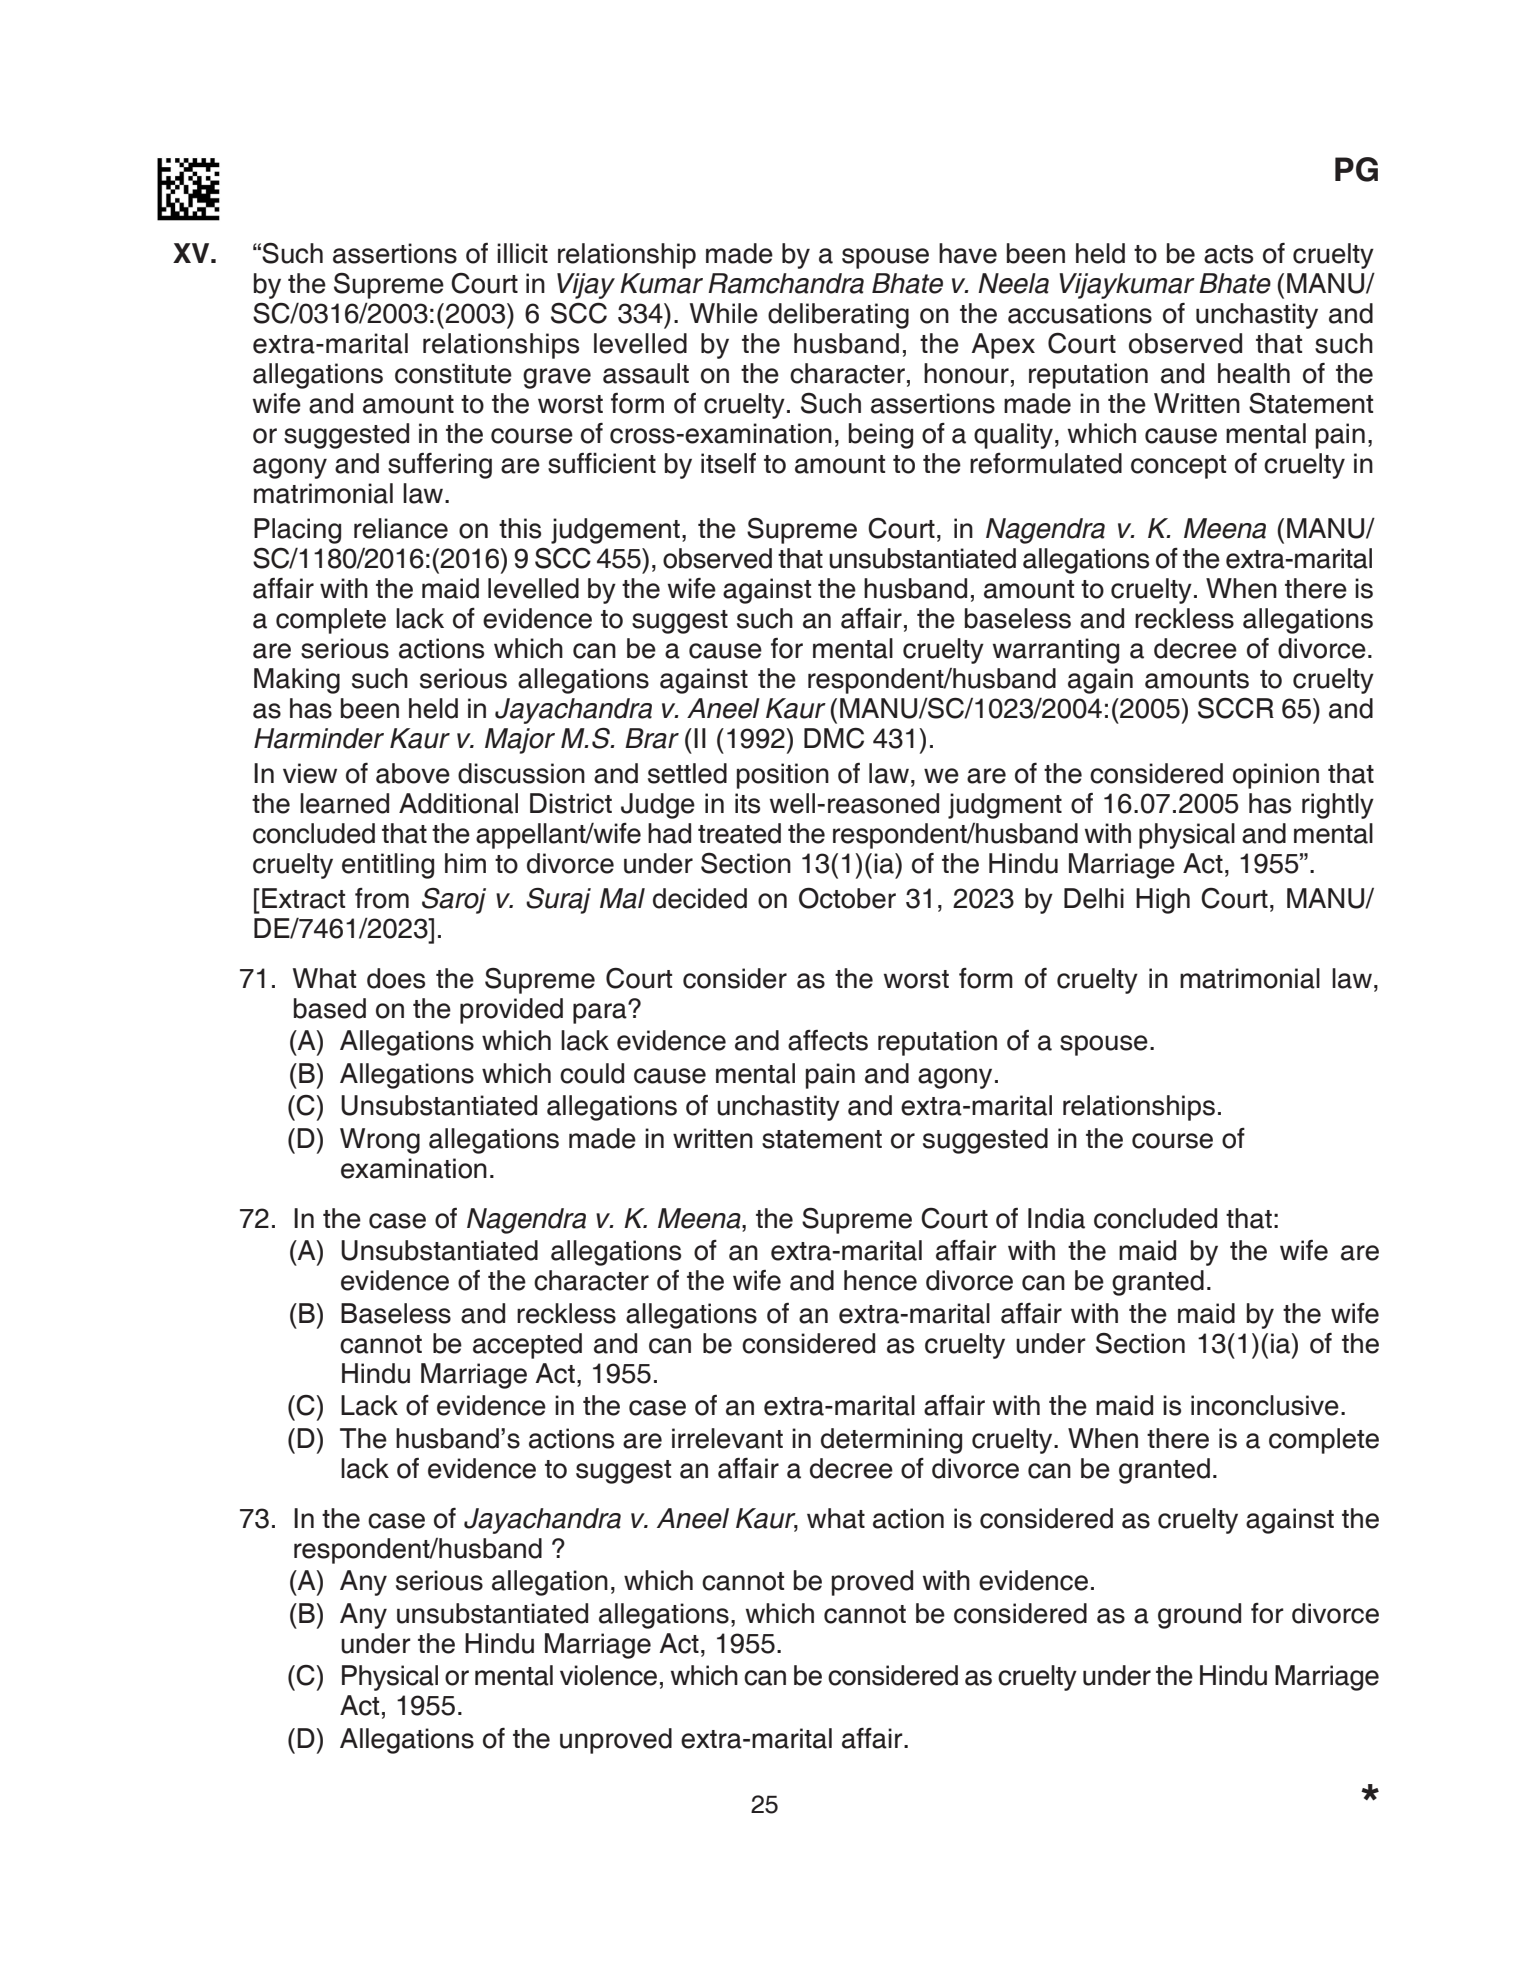 PG
XV. “Such assertions of illicit relationship made by a spouse have been held to be acts of cruelty
by the Supreme Court in Vijay Kumar Ramchandra Bhate v. Neela Vijaykumar Bhate (MANU/
SC/0316/2003:(2003) 6 SCC 334). While deliberating on the accusations of unchastity and
extra-marital relationships levelled by the husband, the Apex Court observed that such
allegations constitute grave assault on the character, honour, reputation and health of the
wife and amount to the worst form of cruelty. Such assertions made in the Written Statement
or suggested in the course of cross-examination, being of a quality, which cause mental pain,
agony and suffering are sufficient by itself to amount to the reformulated concept of cruelty in
matrimonial law.
Placing reliance on this judgement, the Supreme Court, in Nagendra v. K. Meena (MANU/
SC/1180/2016:(2016) 9 SCC 455), observed that unsubstantiated allegations of the extra-marital
affair with the maid levelled by the wife against the husband, amount to cruelty. When there is
a complete lack of evidence to suggest such an affair, the baseless and reckless allegations
are serious actions which can be a cause for mental cruelty warranting a decree of divorce.
Making such serious allegations against the respondent/husband again amounts to cruelty
as has been held in Jayachandra v. Aneel Kaur (MANU/SC/1023/2004:(2005) SCCR 65) and
Harminder Kaur v. Major M.S. Brar (II (1992) DMC 431).
In view of above discussion and settled position of law, we are of the considered opinion that
the learned Additional District Judge in its well-reasoned judgment of 16.07.2005 has rightly
concluded that the appellant/wife had treated the respondent/husband with physical and mental
cruelty entitling him to divorce under Section 13(1)(ia) of the Hindu Marriage Act, 1955”.
[Extract from Saroj v. Suraj Mal decided on October 31, 2023 by Delhi High Court, MANU/
DE/7461/2023].
71. What does the Supreme Court consider as the worst form of cruelty in matrimonial law,
based on the provided para?
(A) Allegations which lack evidence and affects reputation of a spouse.
(B) Allegations which could cause mental pain and agony.
(C) Unsubstantiated allegations of unchastity and extra-marital relationships.
(D) Wrong allegations made in written statement or suggested in the course of
examination.
72. In the case of Nagendra v. K. Meena, the Supreme Court of India concluded that:
(A) Unsubstantiated allegations of an extra-marital affair with the maid by the wife are
evidence of the character of the wife and hence divorce can be granted.
(B) Baseless and reckless allegations of an extra-marital affair with the maid by the wife
cannot be accepted and can be considered as cruelty under Section 13(1)(ia) of the
Hindu Marriage Act, 1955.
(C) Lack of evidence in the case of an extra-marital affair with the maid is inconclusive.
(D) The husband’s actions are irrelevant in determining cruelty. When there is a complete
lack of evidence to suggest an affair a decree of divorce can be granted.
73. In the case of Jayachandra v. Aneel Kaur, what action is considered as cruelty against the
respondent/husband ?
(A) Any serious allegation, which cannot be proved with evidence.
(B) Any unsubstantiated allegations, which cannot be considered as a ground for divorce
under the Hindu Marriage Act, 1955.
(C) Physical or mental violence, which can be considered as cruelty under the Hindu Marriage
Act, 1955.
(D) Allegations of the unproved extra-marital affair.
25 *